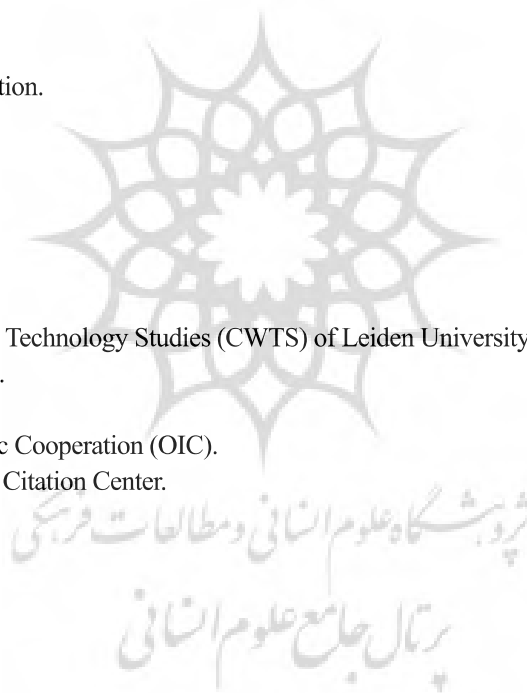 tion.
Technology Studies (CWTS) of Leiden University
.
c Cooperation (OIC).
Citation Center.
پژوهشگاه علوم انسانی و مطالعات فرهنگی
پرتال جامع علوم انسانی